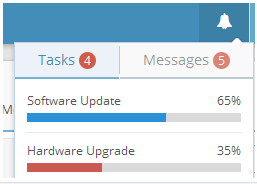 Tasks 4 Messages 5
M
Software Update 65%
Hardware Upgrade 35%